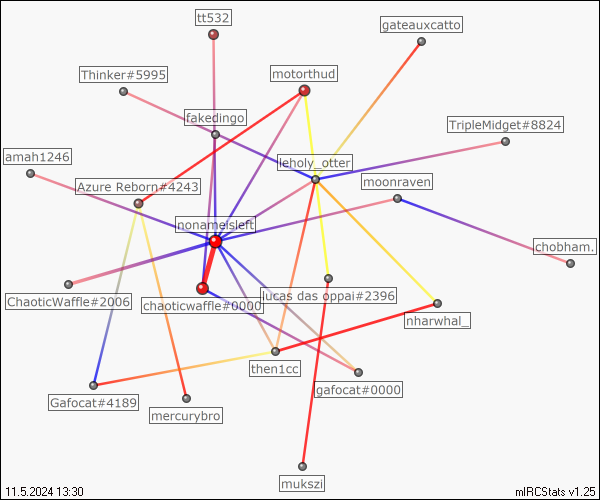 tt532
gateauxcatto
Thinker#5995
motorthud
fakedingo
TripleMidget#8824
amah1246
leholy_otter
Azure Reborn#4243
moonraven
nonameisleft
chobham.
ChaoticWaffle#2006
chaoticwaffle#0000
lucas das oppai#2396
nharwhal_
then1cc
gafocat#0000
Gafocat#4189
mercurybro
mukszi
11.5.2024 13:30
mIRCStats v1.25